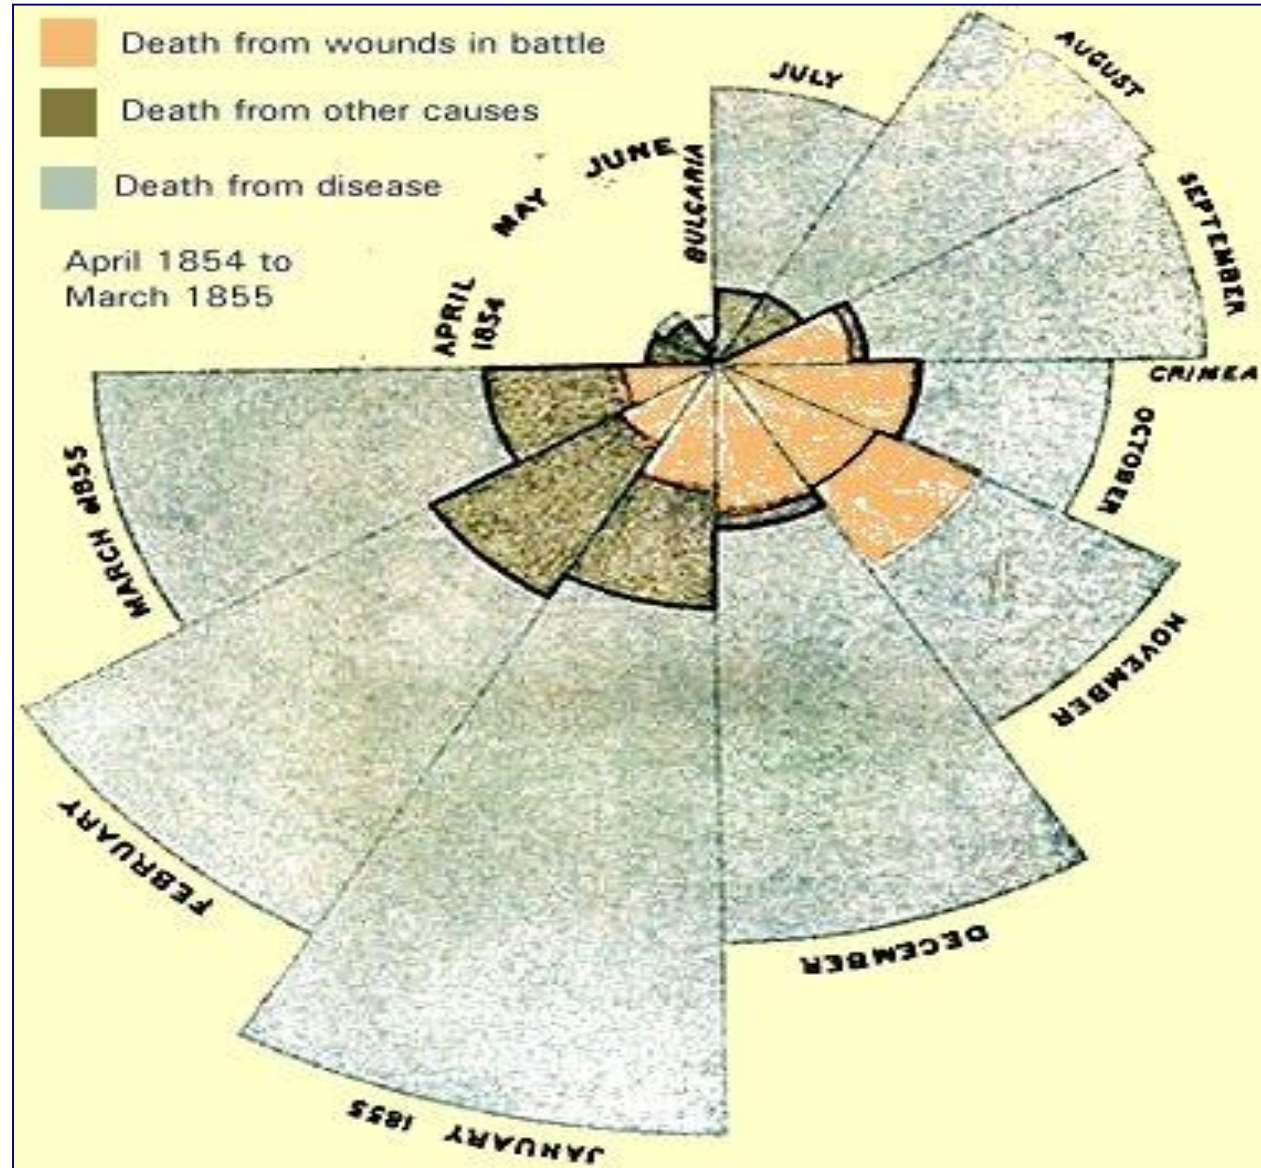 Death from wounds in battle
Death from other causes
Death from disease
April 1854 to
March 1855
APRIL
1854
MAY
JUNE
BULGARIA
JULY
AUGUST
SEPTEMBER
CRIMEA
OCTOBER
NOVEMBER
DECEMBER
JANUARY 1855
FEBRUARY
MARCH 1855